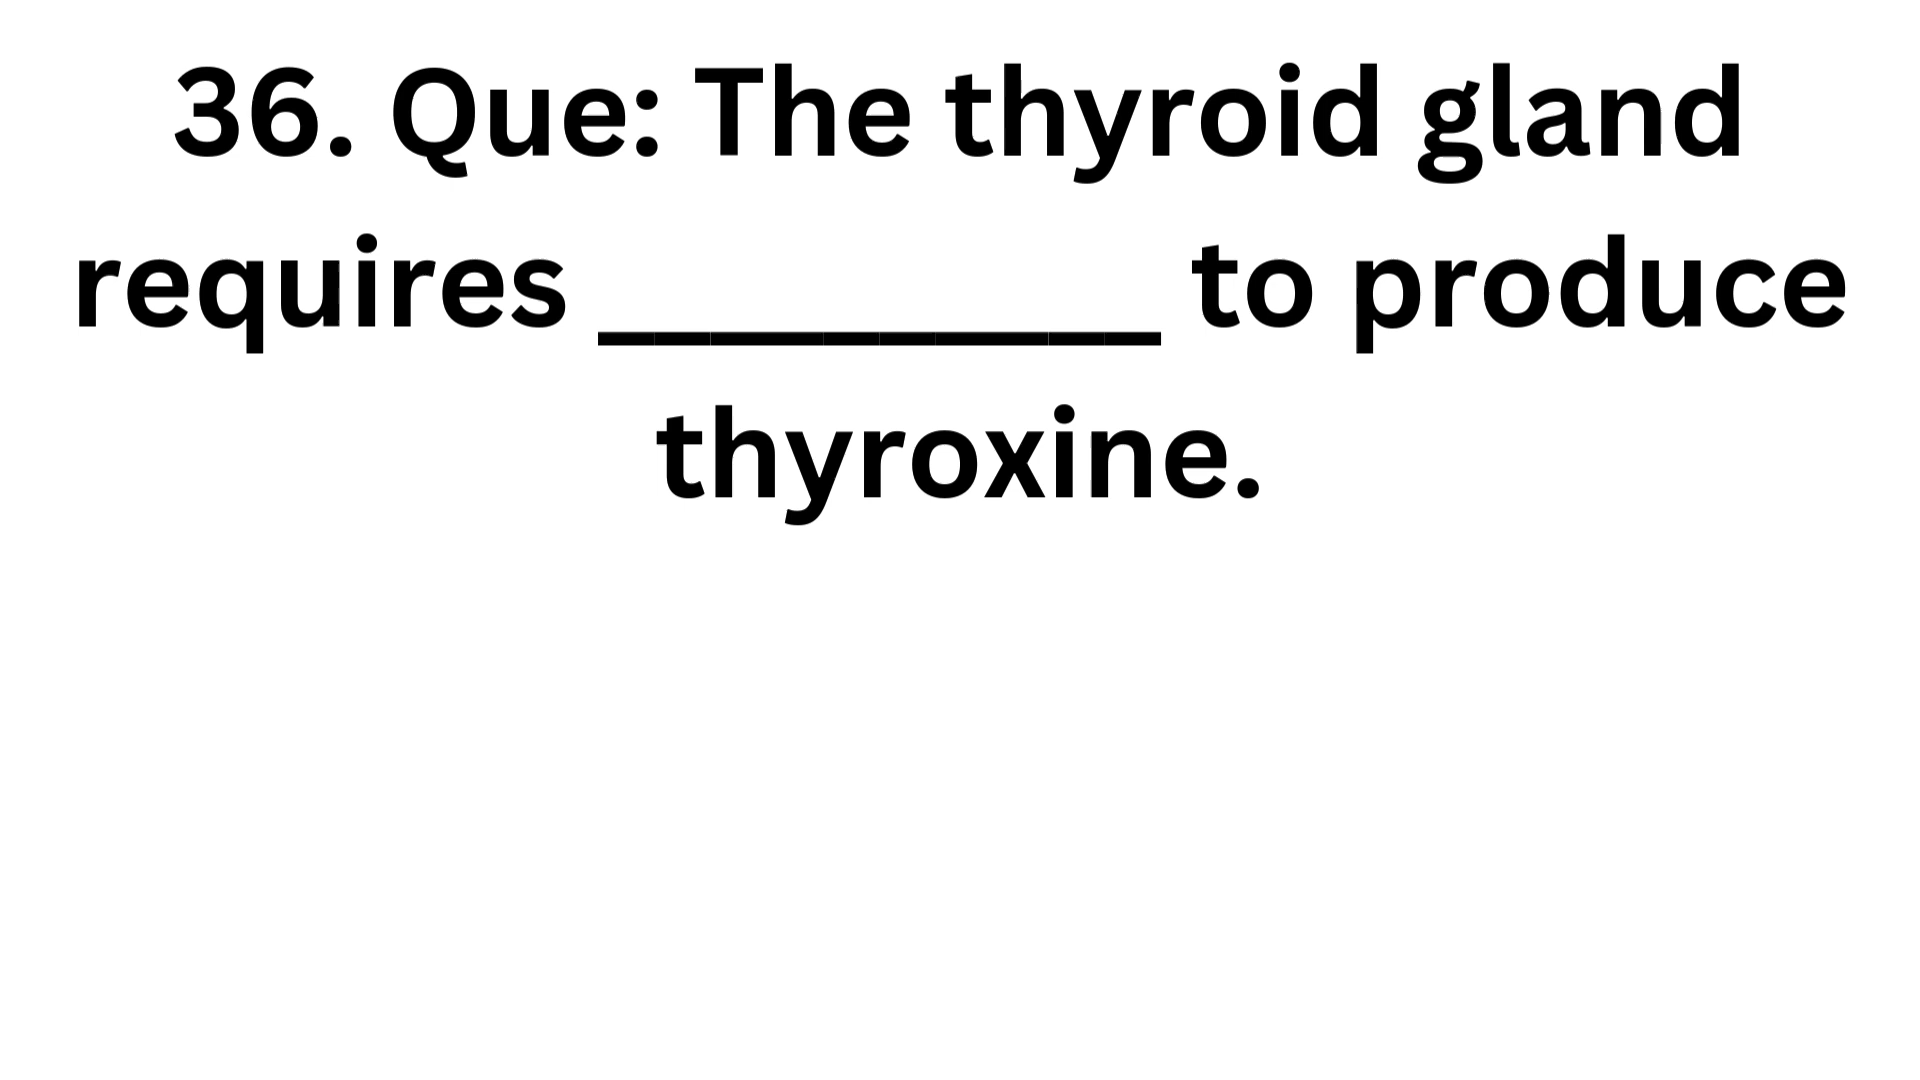 36. Que: The thyroid gland
requires __________ to produce
thyroxine.